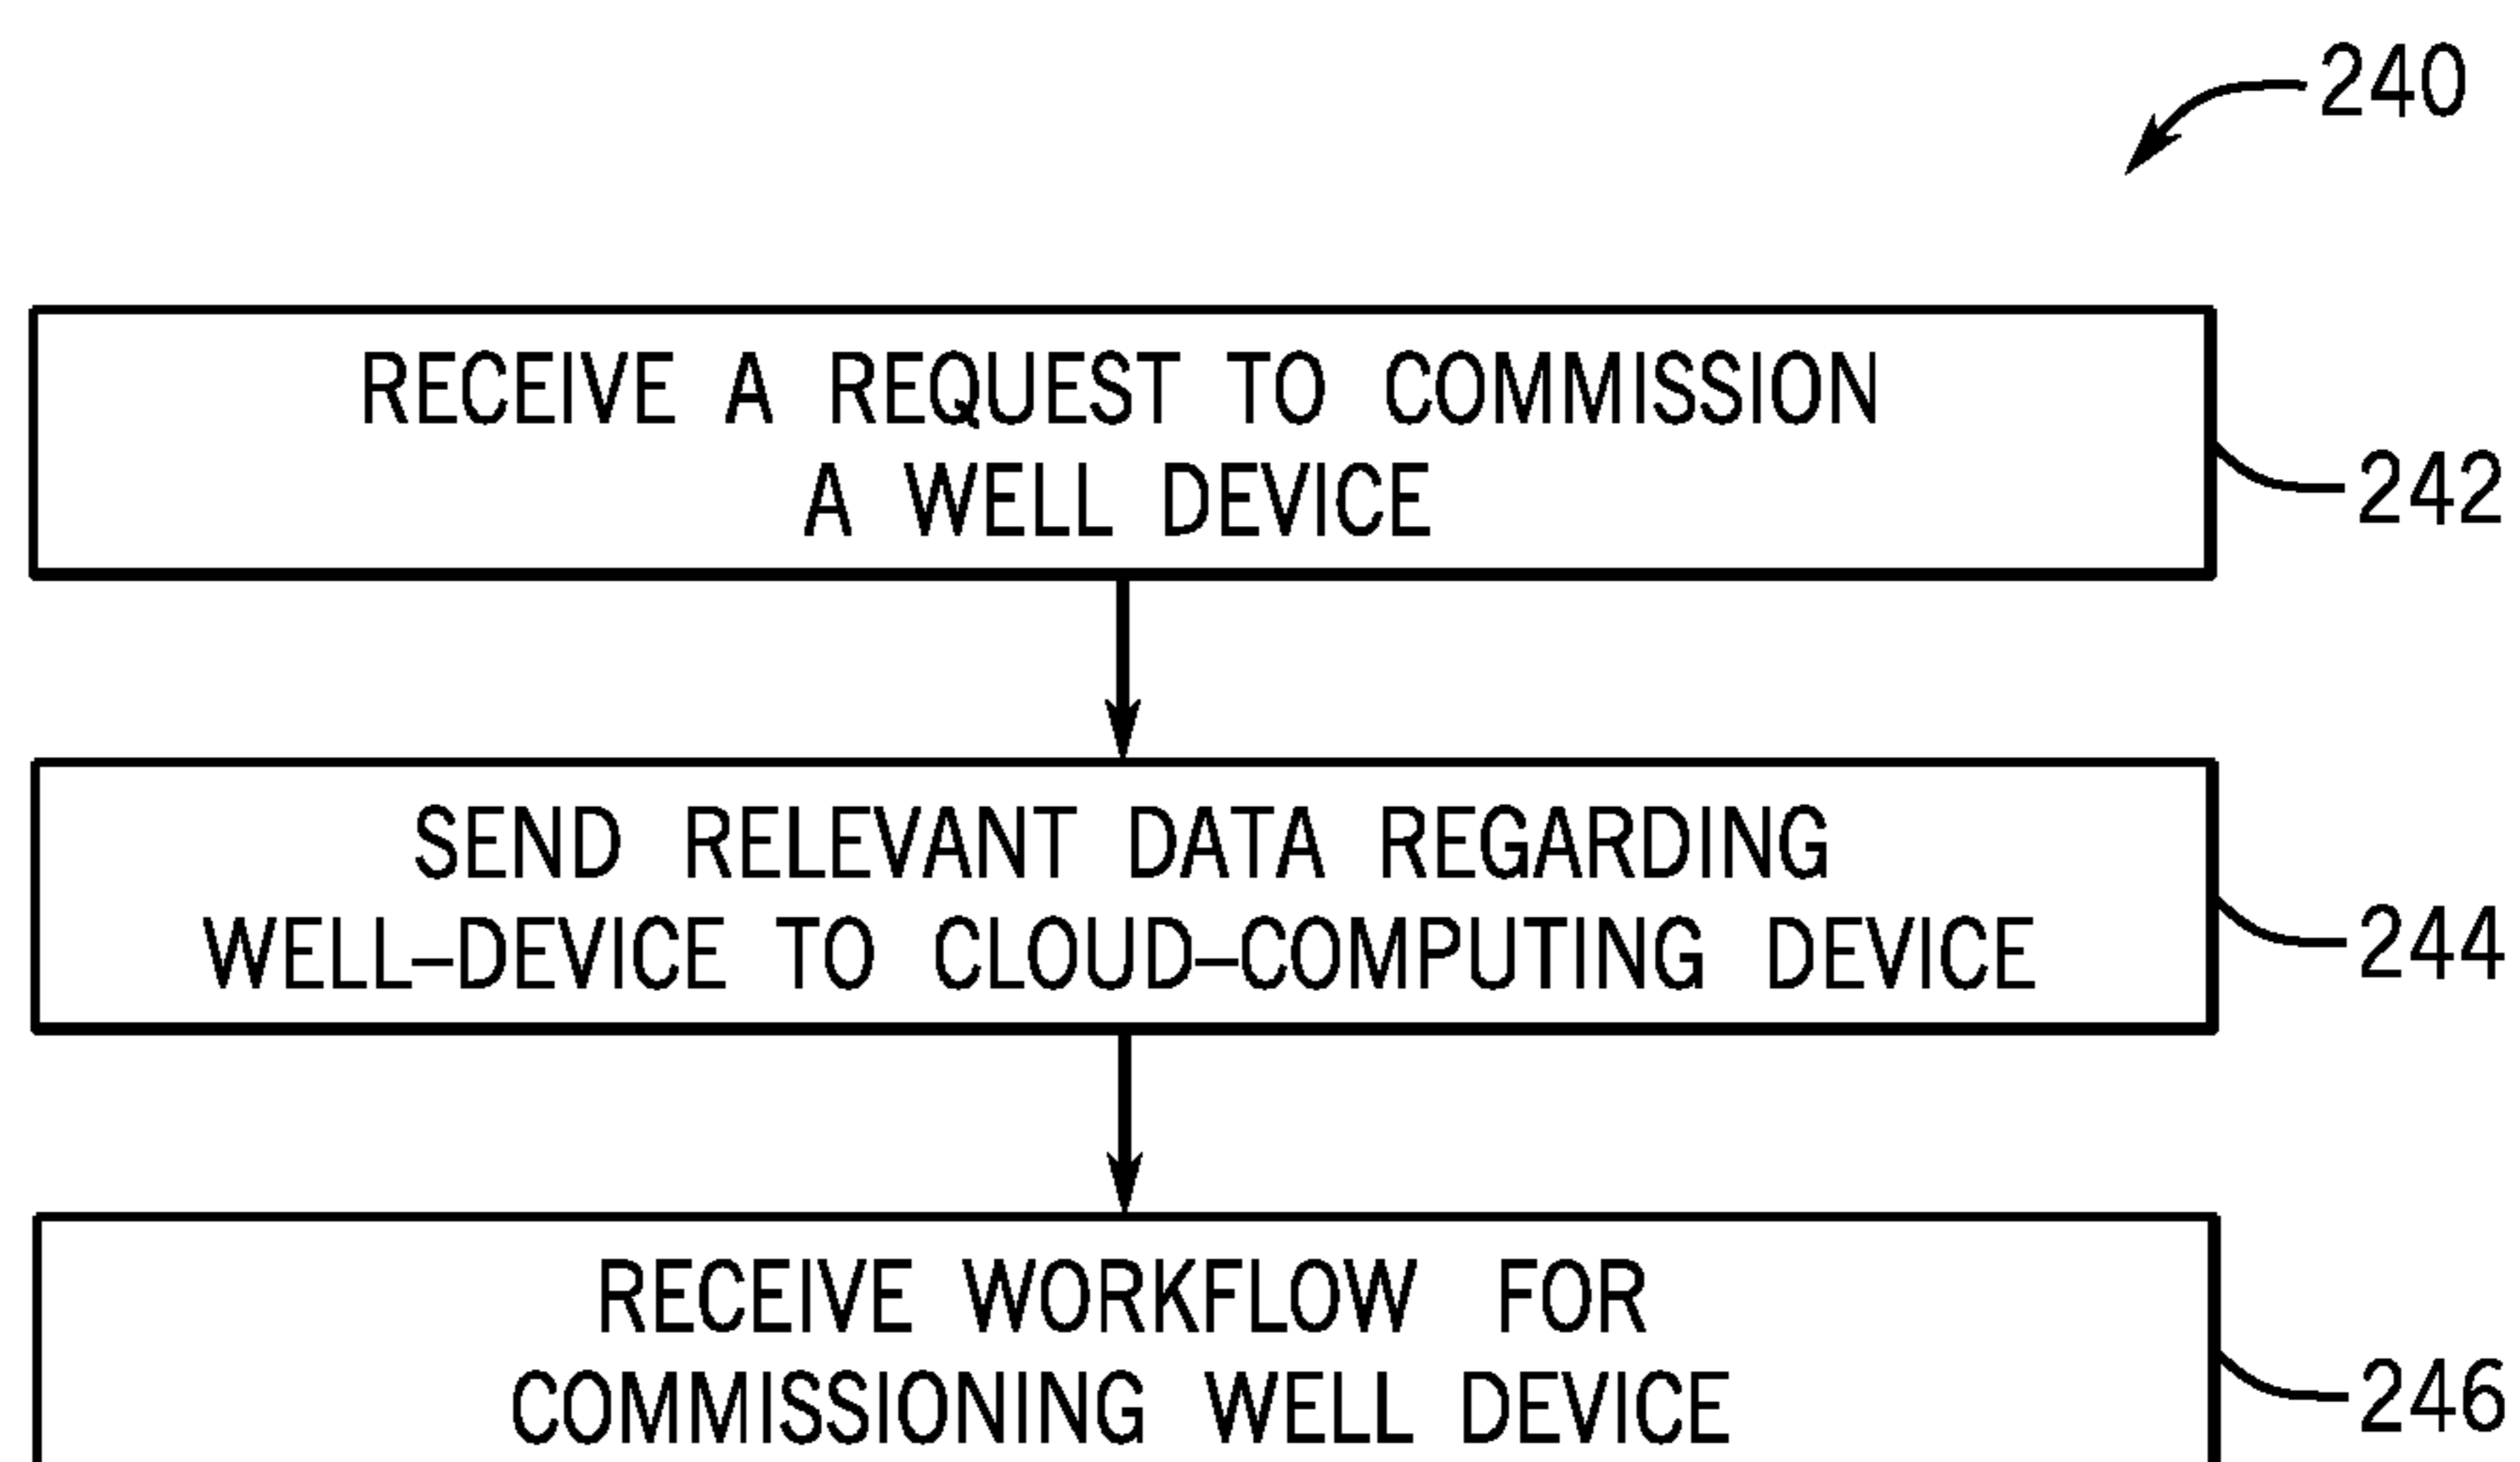 240
RECEIVE A REQUEST TO COMMISSION
A WELL DEVICE
242
SEND RELEVANT DATA REGARDING
WELL–DEVICE TO CLOUD–COMPUTING DEVICE
244
RECEIVE WORKFLOW FOR
COMMISSIONING WELL DEVICE
246